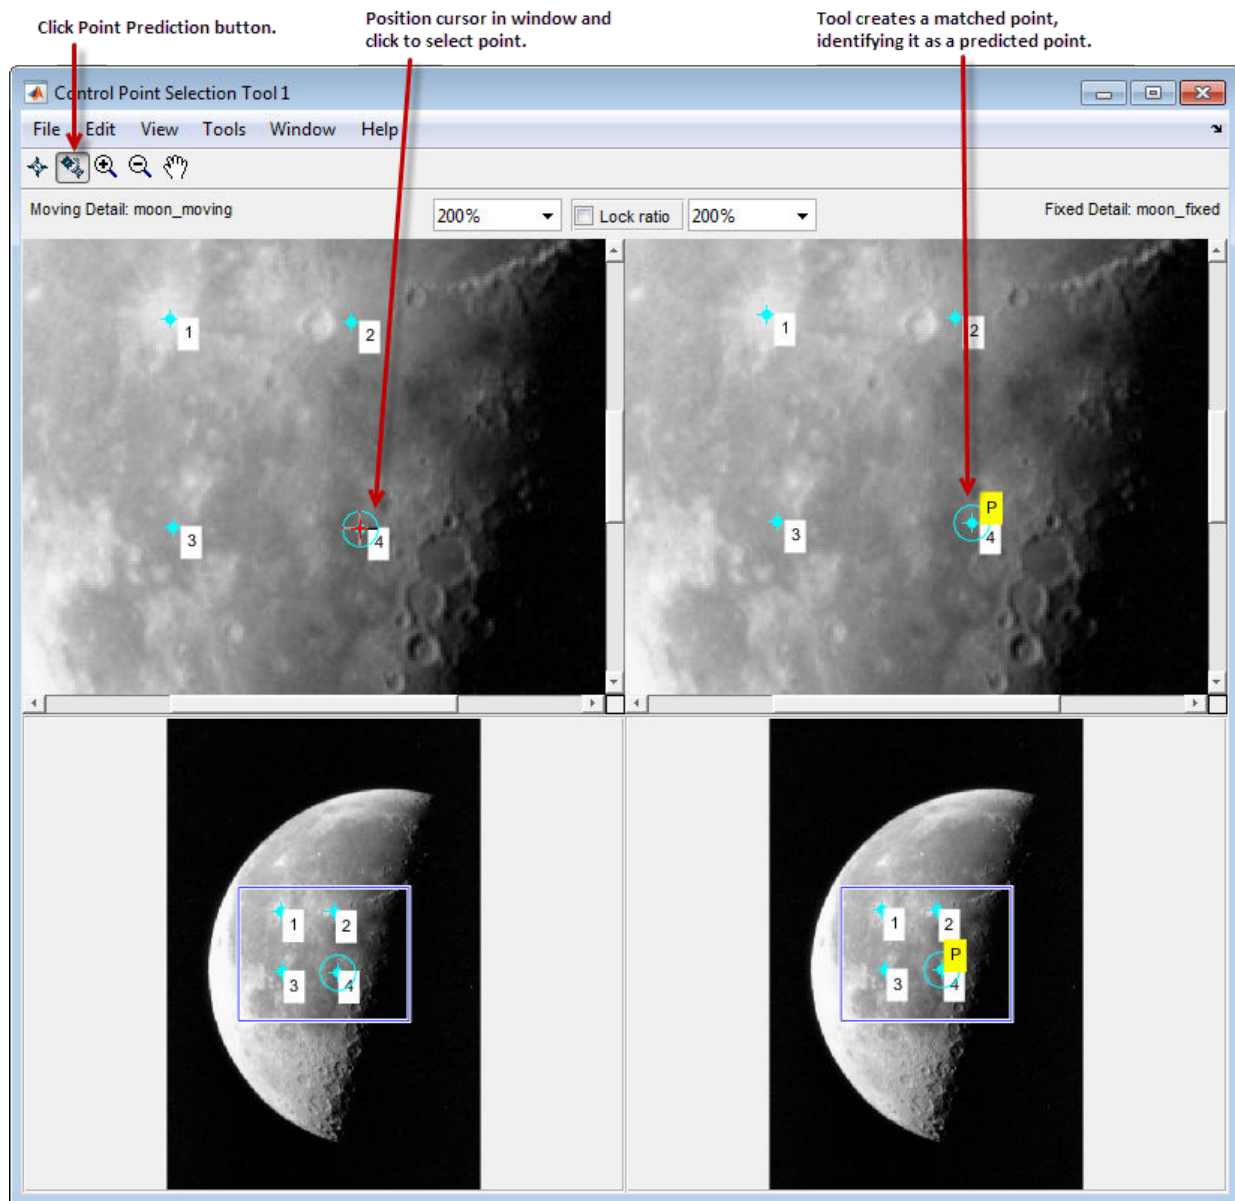 Click Point Prediction button.
Position cursor in window and
click to select point.
Tool creates a matched point,
identifying it as a predicted point.
Control Point Selection Tool 1
File Edit View Tools Window Help
Moving Detail: moon_moving
200%
Lock ratio
200%
Fixed Detail: moon_fixed
1
2
3
4
1
2
P
3
4
1
2
3
4
1
2
P
3
4